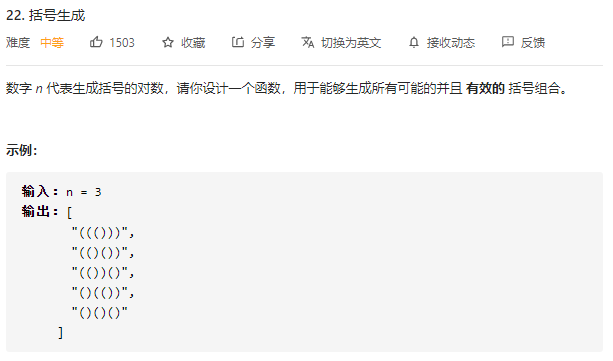 22. 括号生成
难度 中等 1503 收藏 分享 切换为英文 接收动态 反馈
数字 n 代表生成括号的对数，请你设计一个函数，用于能够生成所有可能的并且 有效的 括号组合。
示例：
输入：n = 3
输出：[
"((()))",
"(()())",
"(())()",
"()(())",
"()()()"
]